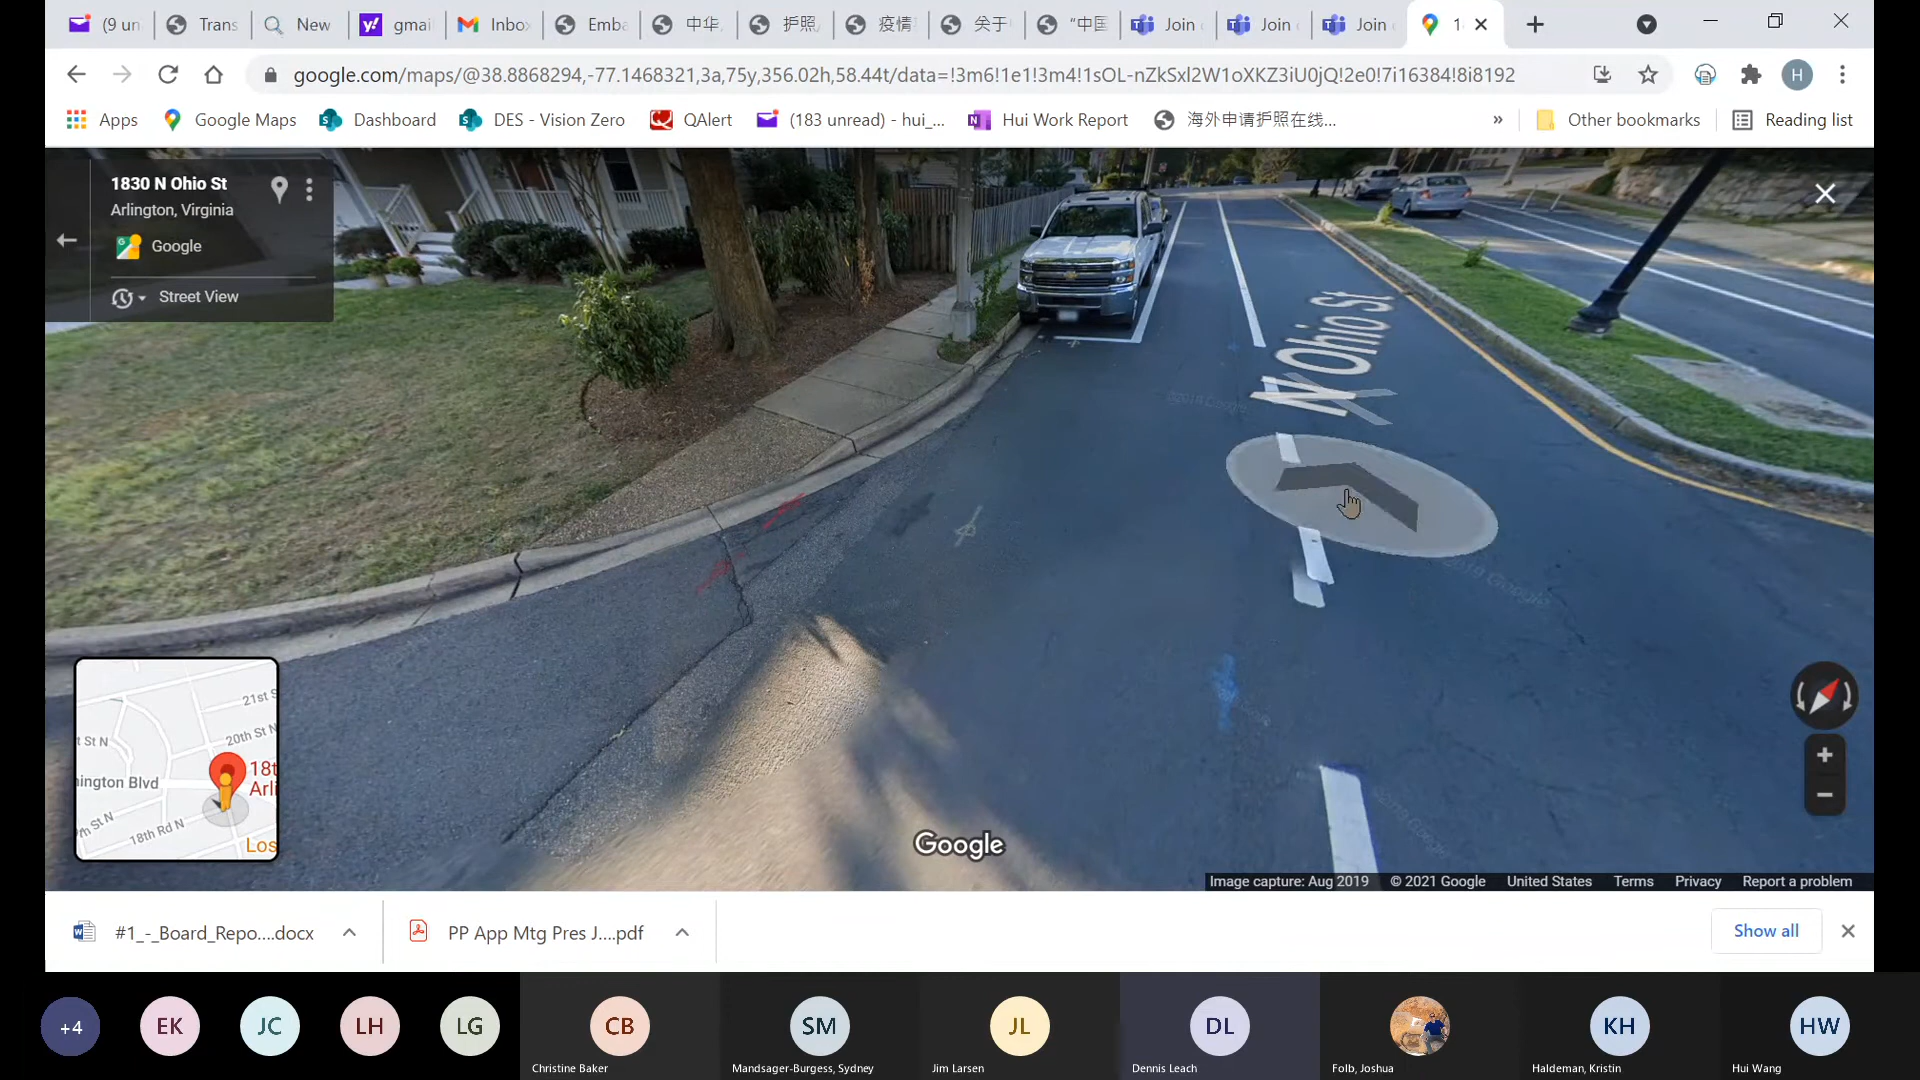 (9 un
Trans
New
gmai
Inbo
Emba
中华
护照
疫情
关于
"中国
Join
Join
Join
google.com/maps/@38.8868294,-77.1468321,3a,75y,356.02h,58.44t/data=!3m6!1e1!3m4!1sOL-nZkSxl2W1oXKZ3iU0jQ!2e0!7i16384!8i8192
H
Apps
Google Maps
Dashboard
DES - Vision Zero
QAlert
(183 unread) - hui_...
Hui Work Report
海外申请护照在线...
»
Other bookmarks
Reading list
1830 N Ohio St
Arlington, Virginia
Google
Street View
N Ohio St
21st S
20th St N
t St N
18t
Arli
ington Blvd
18th Rd N
Los
Google
Image capture: Aug 2019
© 2021 Google
United States
Terms
Privacy
Report a problem
#1_-_Board_Repo....docx
PP App Mtg Pres J....pdf
Show all
+4
EK
JC
LH
LG
CB
Christine Baker
SM
Mandsager-Burgess, Sydney
JL
Jim Larsen
DL
Dennis Leach
Folb, Joshua
KH
Haldeman, Kristin
HW
Hui Wang